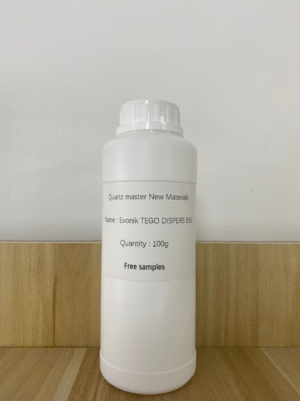 Quartz master New Materials
Name : Evonik TEGO DISPERS
Quantity : 100g
Free samples